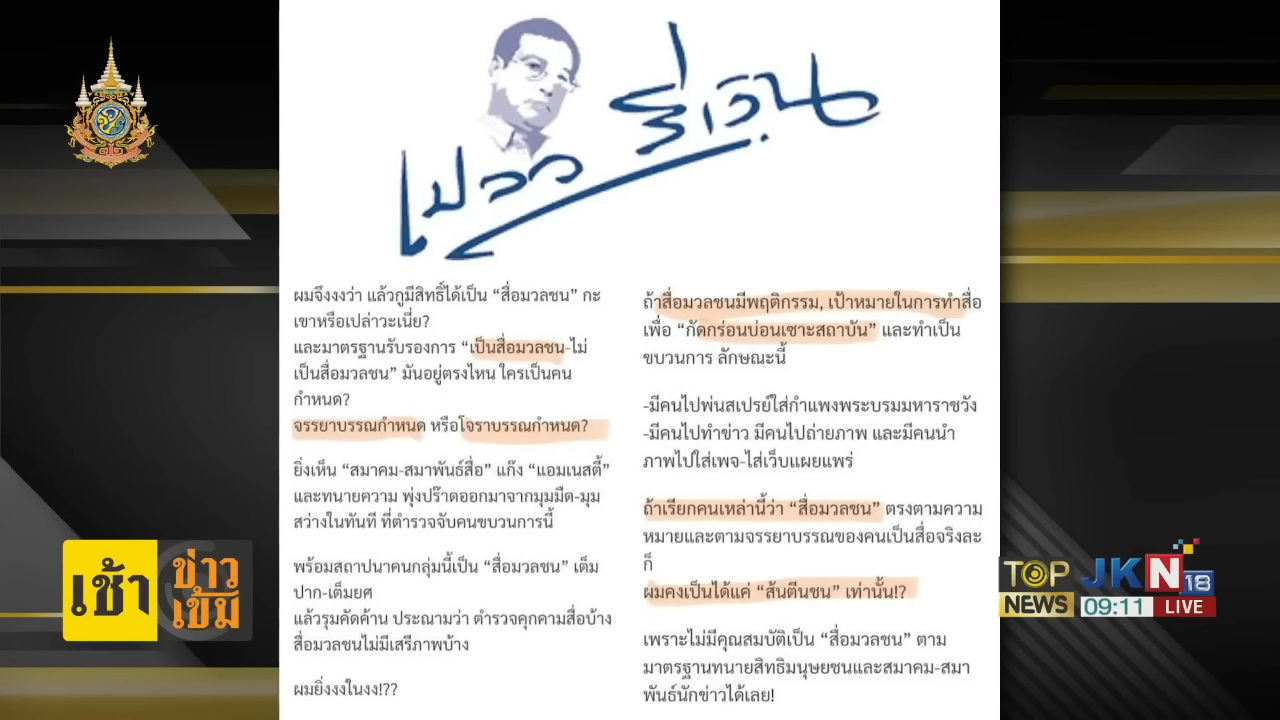 เปลว สีเงิน
ผมจึงงงว่า แล้วกูมีสิทธิ์ได้เป็น “สื่อมวลชน” กะ
เขาหรือเปล่าวะเนี่ย?
และมาตรฐานรับรองการ “เป็นสื่อมวลชน-ไม่
เป็นสื่อมวลชน” มันอยู่ตรงไหน ใครเป็นคน
กำหนด?
จรรยาบรรณกำหนด หรือโจราบรรณกำหนด?
ยิ่งเห็น “สมาคม-สมาพันธ์สื่อ” แก๊ง “แอมเนสตี้”
และทนายความ พุ่งปร๊าดออกมาจากมุมมืด-มุม
สว่างในทันที ที่ตำรวจจับคนขบวนการนี้
พร้อมสถาปนาคนกลุ่มนี้เป็น “สื่อมวลชน” เต็ม
ปาก-เต็มยศ
แล้วรุมคัดค้าน ประณามว่า ตำรวจคุกคามสื่อบ้าง
สื่อมวลชนไม่มีเสรีภาพบ้าง
ผมยิ่งงงในงง!??
ถ้าสื่อมวลชนมีพฤติกรรม, เป้าหมายในการทำสื่อ
เพื่อ “กัดกร่อนบ่อนเซาะสถาบัน” และทำเป็น
ขบวนการ ลักษณะนี้
-มีคนไปพ่นสเปรย์ใส่กำแพงพระบรมมหาราชวัง
-มีคนไปทำข่าว มีคนไปถ่ายภาพ และมีคนนำ
ภาพไปใส่เพจ-ใส่เว็บแผยแพร่
ถ้าเรียกคนเหล่านี้ว่า “สื่อมวลชน” ตรงตามความ
หมายและตามจรรยาบรรณของคนเป็นสื่อจริงละ
ก็
ผมคงเป็นได้แค่ “ส้นตีนชน” เท่านั้น!?
เพราะไม่มีคุณสมบัติเป็น “สื่อมวลชน” ตาม
มาตรฐานทนายสิทธิมนุษยชนและสมาคม-สมา
พันธ์นักข่าวได้เลย!
เช้า ข่าว
เข้ม
TOP NEWS
JKN 18
09:11 LIVE